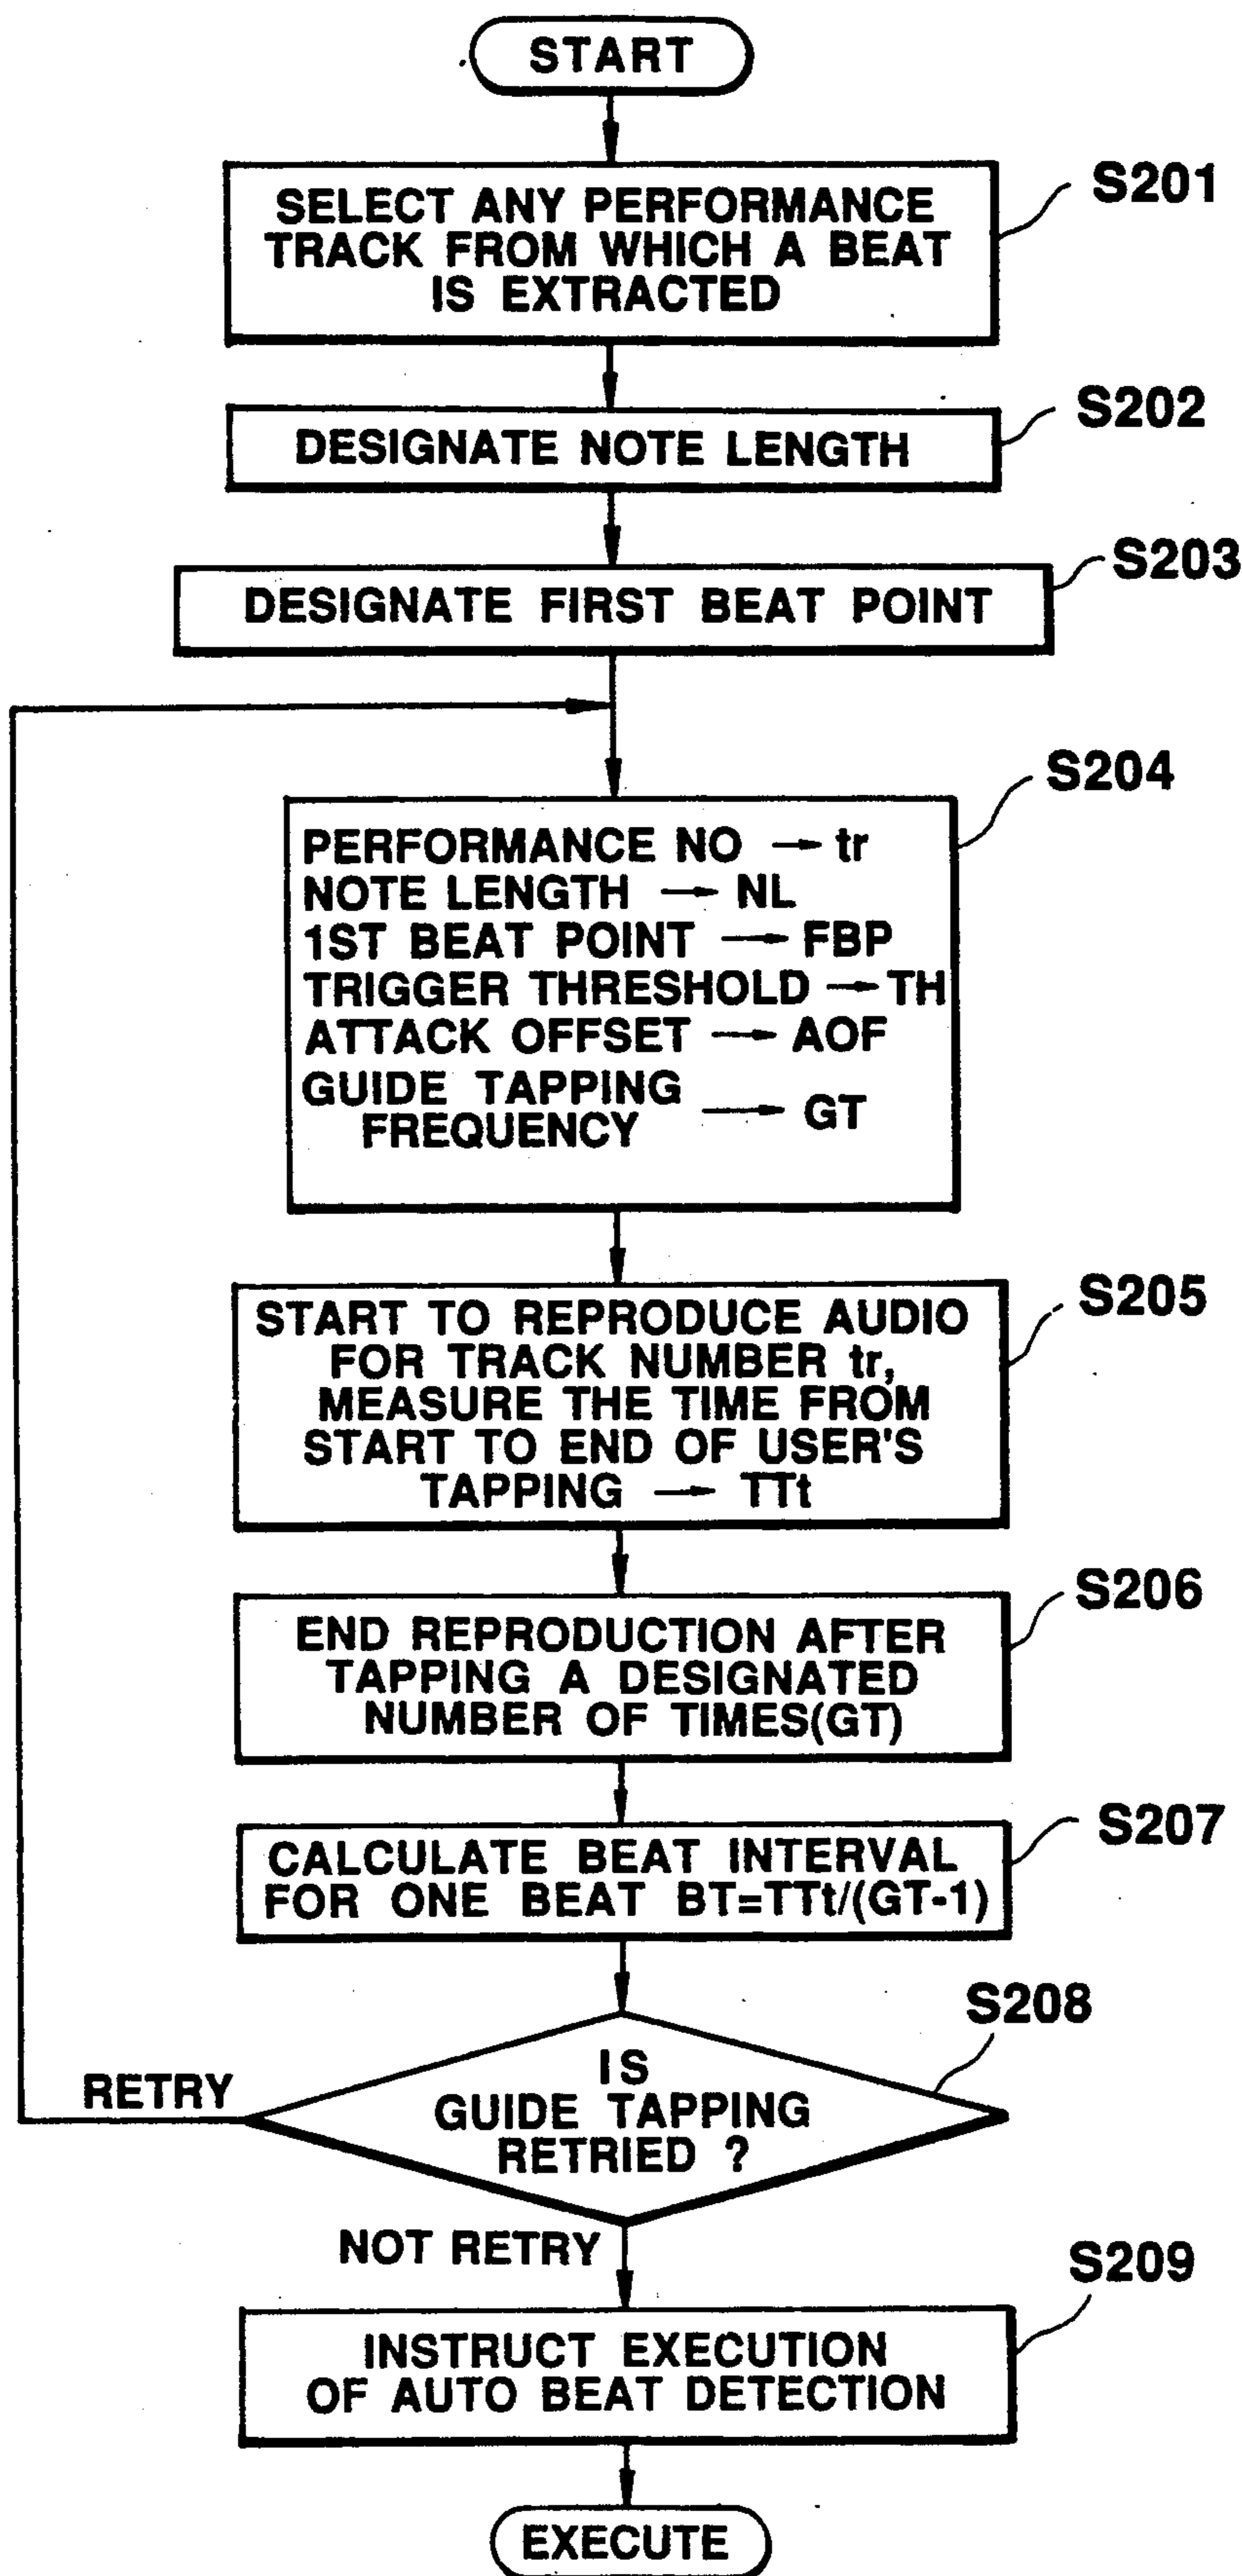 START
S201
SELECT ANY PERFORMANCE
TRACK FROM WHICH A BEAT
IS EXTRACTED
S202
DESIGNATE NOTE LENGTH
S203
DESIGNATE FIRST BEAT POINT
S204
PERFORMANCE NO → tr
NOTE LENGTH → NL
1ST BEAT POINT → FBP
TRIGGER THRESHOLD → TH
ATTACK OFFSET → AOF
GUIDE TAPPING
FREQUENCY → GT
S205
START TO REPRODUCE AUDIO
FOR TRACK NUMBER tr,
MEASURE THE TIME FROM
START TO END OF USER'S
TAPPING → TTt
S206
END REPRODUCTION AFTER
TAPPING A DESIGNATED
NUMBER OF TIMES(GT)
S207
CALCULATE BEAT INTERVAL
FOR ONE BEAT BT=TTt/(GT-1)
S208
IS
GUIDE TAPPING
RETRIED ?
RETRY
NOT RETRY
S209
INSTRUCT EXECUTION
OF AUTO BEAT DETECTION
EXECUTE